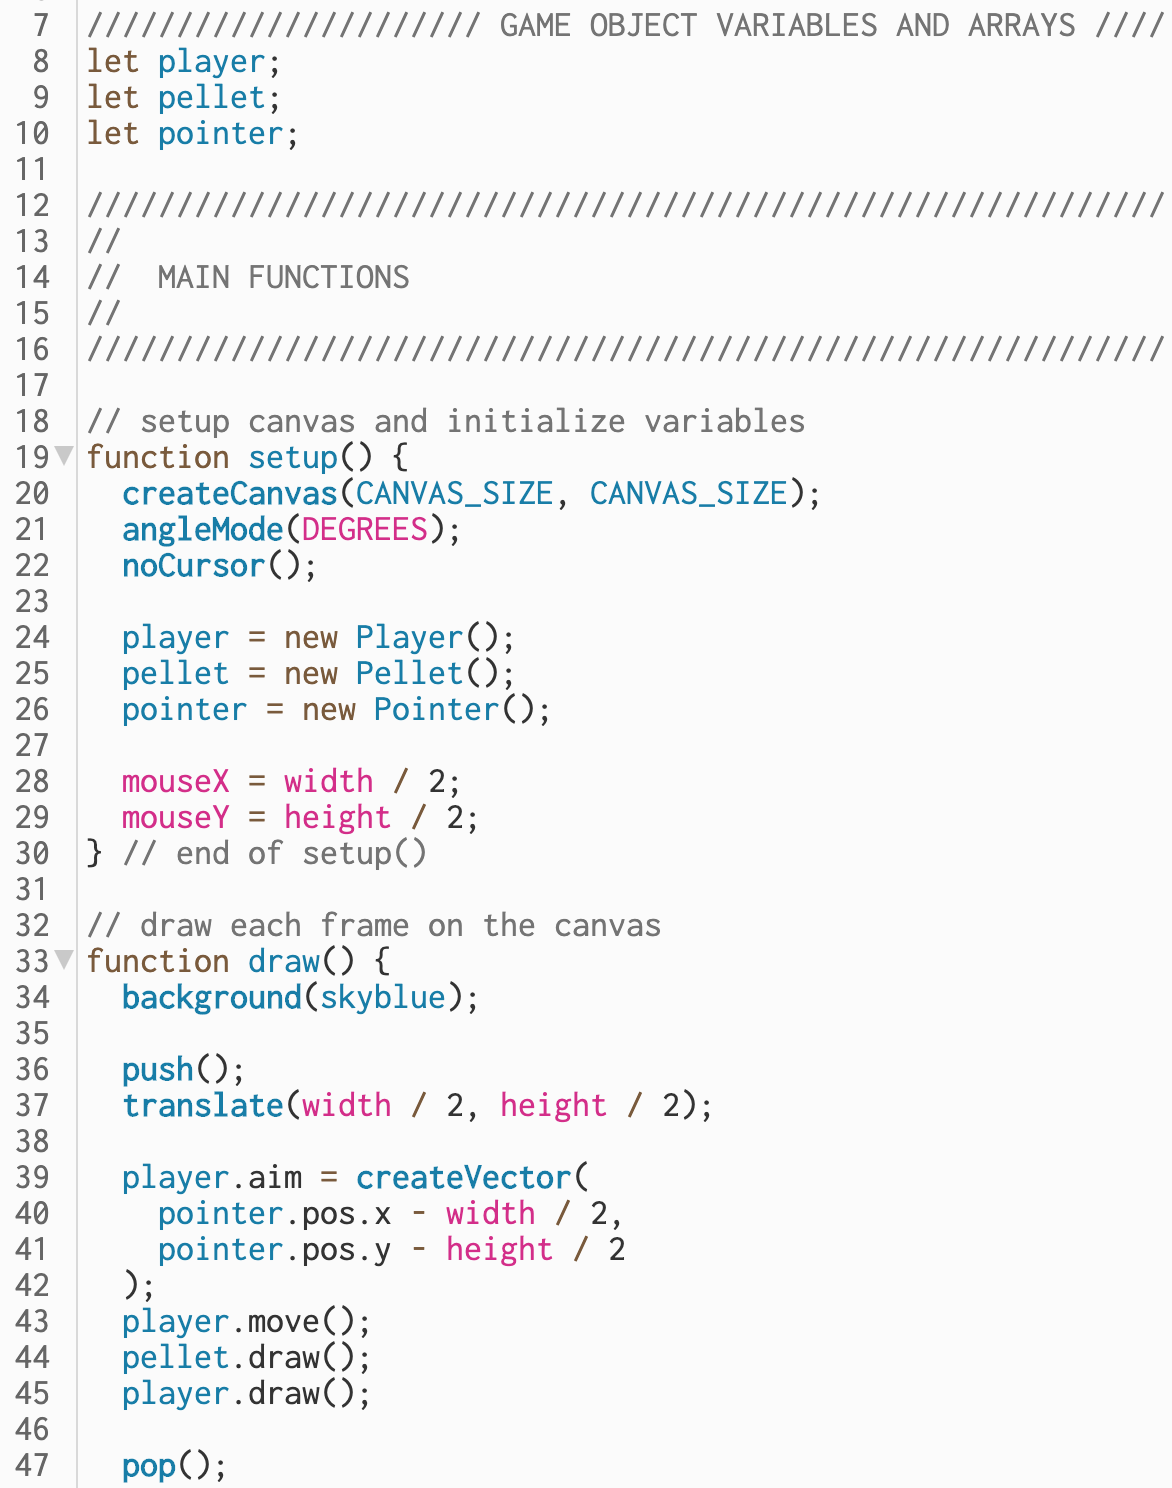 7 ////////////////////// GAME OBJECT VARIABLES AND ARRAYS ////
8 let player;
9 let pellet;
10 let pointer;
11
12 ////////////////////////////////////////////////////////////
13 //
14 //  MAIN FUNCTIONS
15 //
16 ////////////////////////////////////////////////////////////
17
18 // setup canvas and initialize variables
19 function setup() {
20   createCanvas(CANVAS_SIZE, CANVAS_SIZE);
21   angleMode(DEGREES);
22   noCursor();
23
24   player = new Player();
25   pellet = new Pellet();
26   pointer = new Pointer();
27
28   mouseX = width / 2;
29   mouseY = height / 2;
30 } // end of setup()
31
32 // draw each frame on the canvas
33 function draw() {
34   background(skyblue);
35
36   push();
37   translate(width / 2, height / 2);
38
39   player.aim = createVector(
40     pointer.pos.x - width / 2,
41     pointer.pos.y - height / 2
42   );
43   player.move();
44   pellet.draw();
45   player.draw();
46
47   pop();